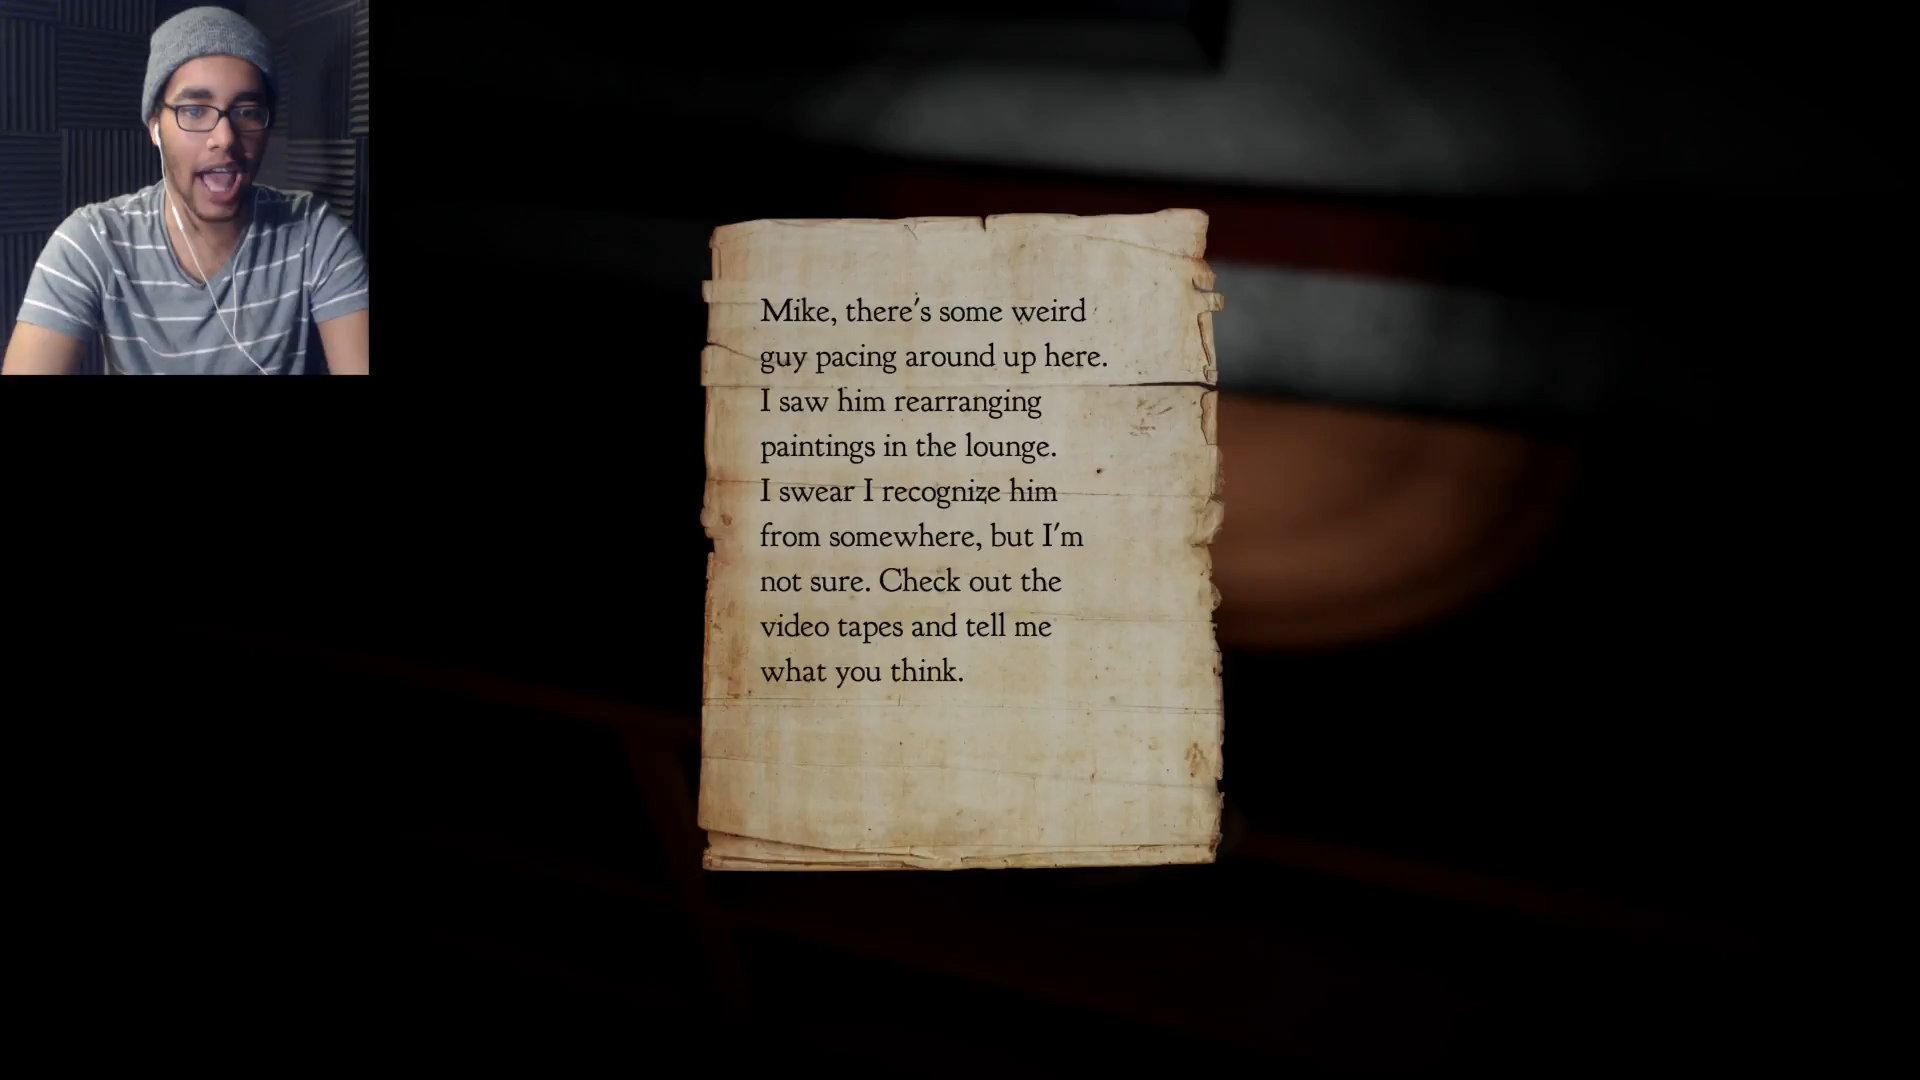 Mike, there's some weird
guy pacing around up here.
I saw him rearranging
paintings in the lounge.
I swear I recognize him
from somewhere, but I'm
not sure. Check out the
video tapes and tell me
what you think.